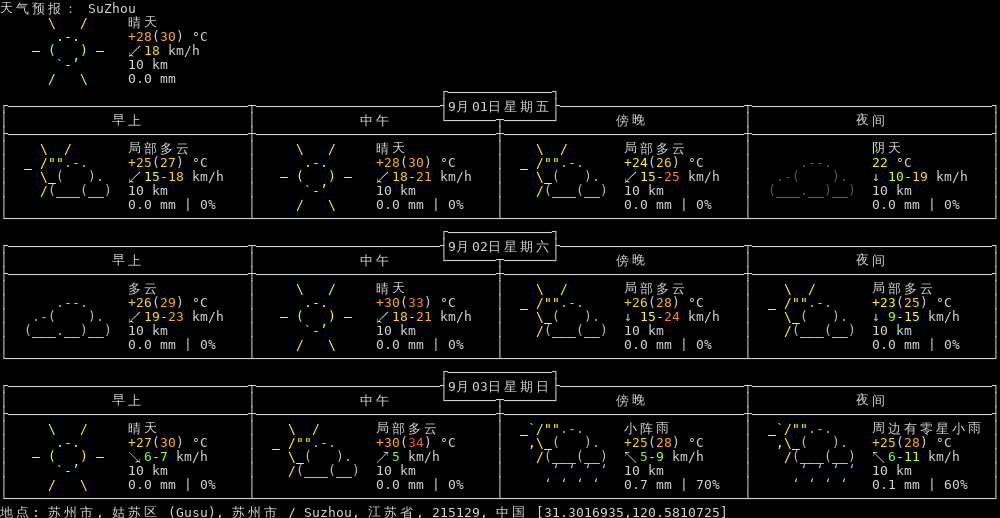 天气预报: SuZhou
晴天
+28(30) °C
↙ 18 km/h
10 km
0.0 mm
9月01日星期五
早上 中午 傍晚 夜间
局部多云 晴天 局部多云 阴天
+25(27) °C +28(30) °C +24(26) °C 22 °C
↙ 15-18 km/h ↙ 18-21 km/h ↙ 15-25 km/h ↓ 10-19 km/h
10 km 10 km 10 km 10 km
0.0 mm | 0% 0.0 mm | 0% 0.0 mm | 0% 0.0 mm | 0%
9月02日星期六
早上 中午 傍晚 夜间
多云 晴天 局部多云 局部多云
+26(29) °C +30(33) °C +26(28) °C +23(25) °C
↙ 19-23 km/h ↙ 18-21 km/h ↓ 15-24 km/h ↓ 9-15 km/h
10 km 10 km 10 km 10 km
0.0 mm | 0% 0.0 mm | 0% 0.0 mm | 0% 0.0 mm | 0%
9月03日星期日
早上 中午 傍晚 夜间
晴天 局部多云 小阵雨 周边有零星小雨
+27(30) °C +30(34) °C +25(28) °C +25(28) °C
↘ 6-7 km/h ↗ 5 km/h ↖ 5-9 km/h ↖ 6-11 km/h
10 km 10 km 10 km 10 km
0.0 mm | 0% 0.0 mm | 0% 0.7 mm | 70% 0.1 mm | 60%
地点: 苏州市, 姑苏区 (Gusu), 苏州市 / Suzhou, 江苏省, 215129, 中国 [31.3016935,120.5810725]